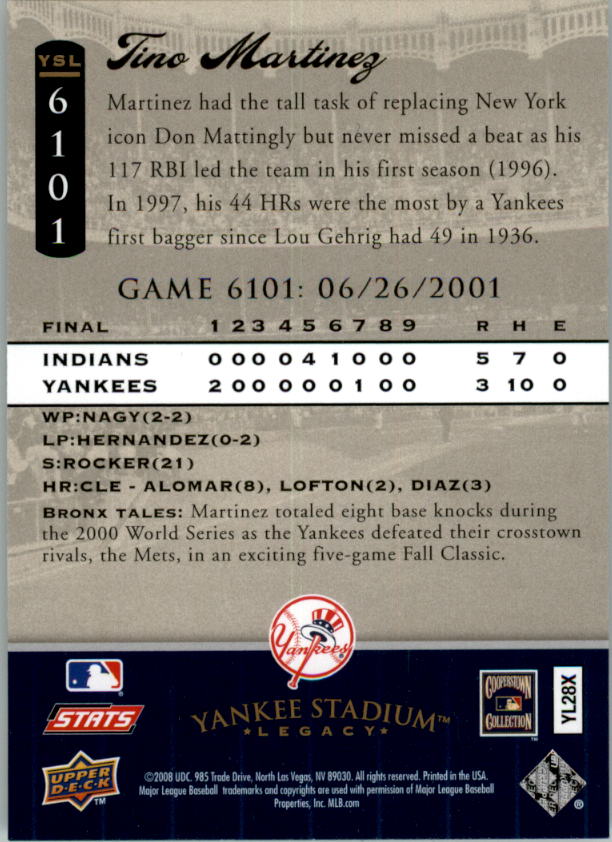 YSL
6
1
0
1
Tino Martinez
Martinez had the tall task of replacing New York
icon Don Mattingly but never missed a beat as his
117 RBI led the team in his first season (1996).
In 1997, his 44 HRs were the most by a Yankees
first bagger since Lou Gehrig had 49 in 1936.
GAME 6101: 06/26/2001
FINAL 1 2 3 4 5 6 7 8 9 R H E
INDIANS 0 0 0 0 4 1 0 0 0 5 7 0
YANKEES 2 0 0 0 0 0 1 0 0 3 10 0
WP:NAGY(2-2)
LP:HERNANDEZ(0-2)
S:ROCKER(21)
HR:CLE - ALOMAR(8), LOFTON(2), DIAZ(3)
BRONX TALES: Martinez totaled eight base knocks during
the 2000 World Series as the Yankees defeated their crosstown
rivals, the Mets, in an exciting five-game Fall Classic.
Yankees
STATS
YANKEE STADIUM™
★LEGACY★
COOPERSTOWN
COLLECTION
™
YL28X
UPPER
DECK
™
©2008 UDC. 985 Trade Drive, North Las Vegas, NV 89030. All rights reserved. Printed in the USA.
Major League Baseball trademarks and copyrights are used with permission of Major League Baseball
Properties, Inc. MLB.com
®